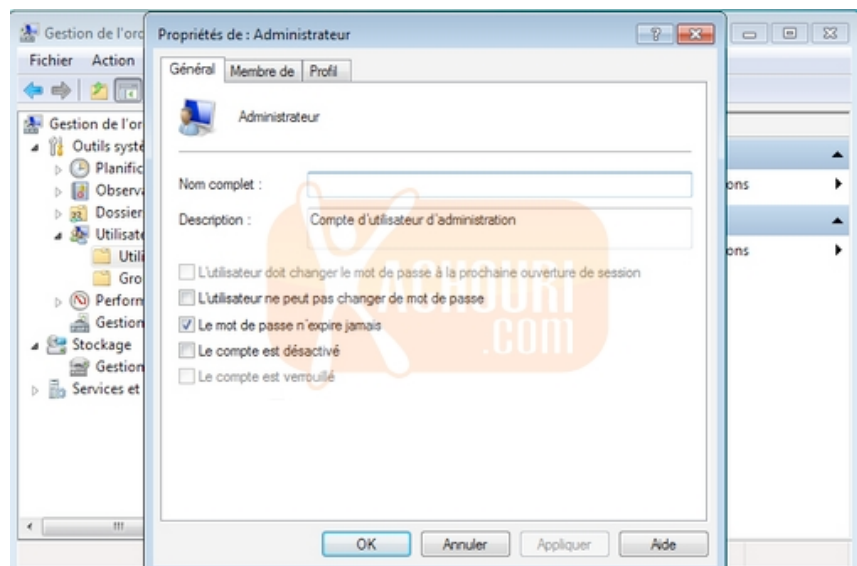 Gestion de l'ord
Propriétés de : Administrateur
Fichier Action
Général Membre de Profil
Gestion de l'or
Administrateur
Outils systè
Planific
Observa
Nom complet :
ons
Dossier
Description : Compte d'utilisateur d'administration
Utilisate
Utili
ons
Gro
L'utilisateur doit changer le mot de passe à la prochaine ouverture de session
L'utilisateur ne peut pas changer de mot de passe
Perform
Gestion
Le mot de passe n'expire jamais
Stockage
Le compte est désactivé
Gestion
Le compte est verrouillé
Services et
KACHOURI
.COM
OK Annuler Appliquer Aide